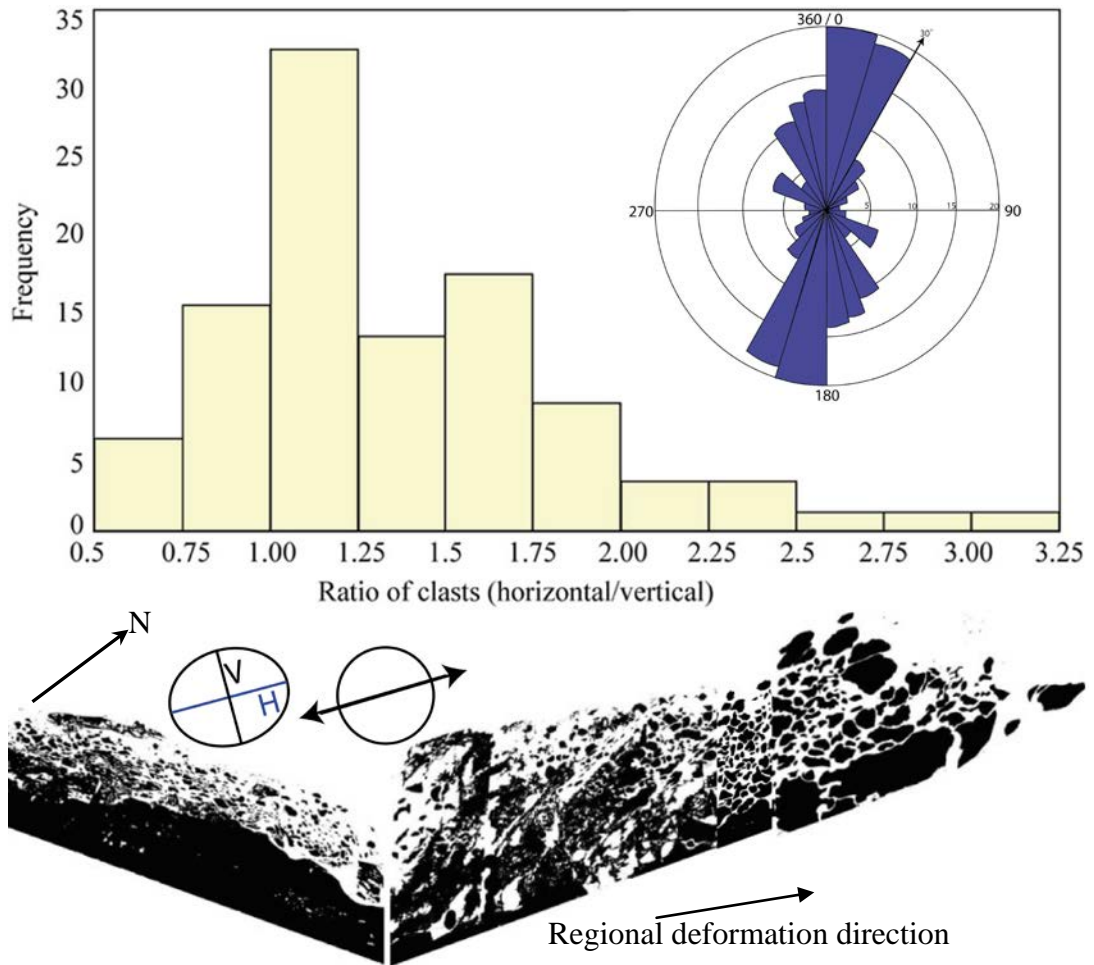 35
30
25
20
15
10
5
0
Frequency
0.5 0.75 1.00 1.25 1.5 1.75 2.00 2.25 2.5 2.75 3.00 3.25
Ratio of clasts (horizontal/vertical)
360 / 0
30°
270
5 10 15 20
90
180
N
V
H
Regional deformation direction